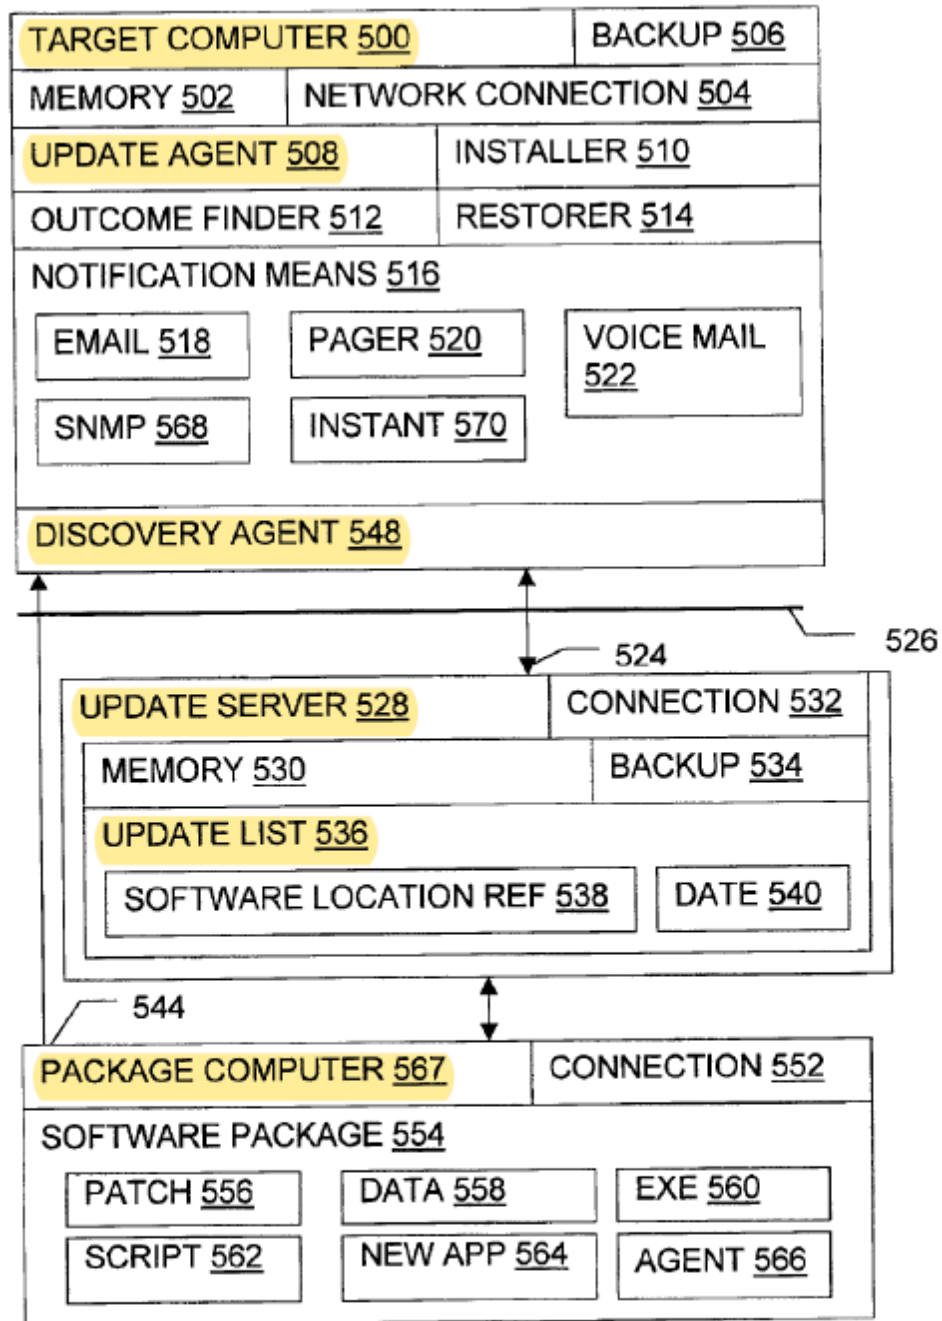 TARGET COMPUTER 500
BACKUP 506
MEMORY 502
NETWORK CONNECTION 504
UPDATE AGENT 508
INSTALLER 510
OUTCOME FINDER 512
RESTORER 514
NOTIFICATION MEANS 516
EMAIL 518
PAGER 520
VOICE MAIL
522
SNMP 568
INSTANT 570
DISCOVERY AGENT 548
526
524
UPDATE SERVER 528
CONNECTION 532
MEMORY 530
BACKUP 534
UPDATE LIST 536
SOFTWARE LOCATION REF 538
DATE 540
544
PACKAGE COMPUTER 567
CONNECTION 552
SOFTWARE PACKAGE 554
PATCH 556
DATA 558
EXE 560
SCRIPT 562
NEW APP 564
AGENT 566